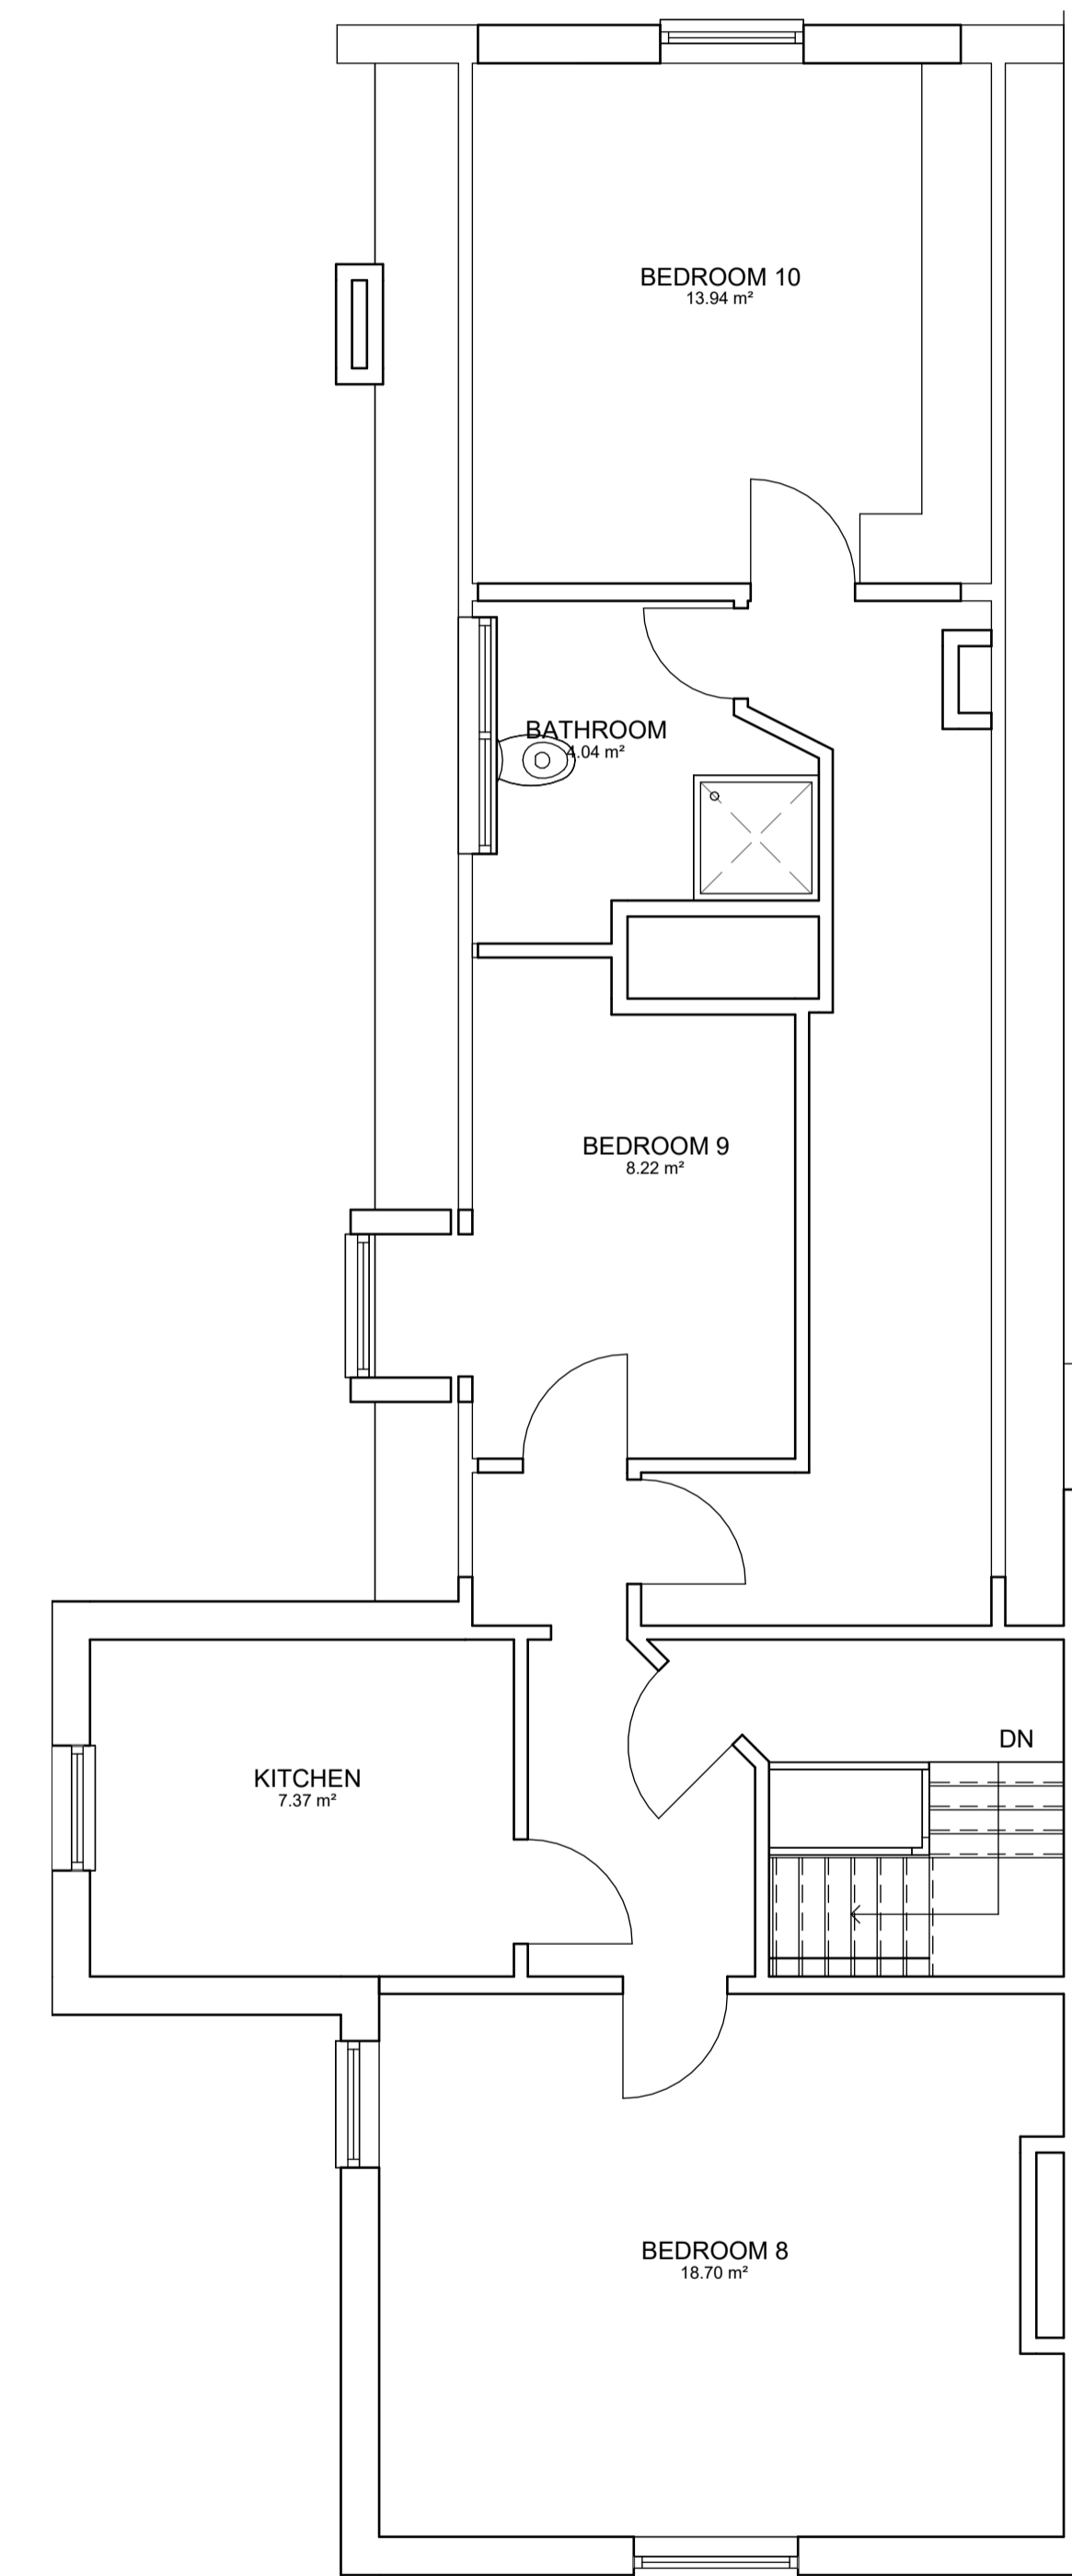 BEDROOM 10
13.94 m²
BATHROOM
4.04 m²
BEDROOM 9
8.22 m²
DN
KITCHEN
7.37 m²
BEDROOM 8
18.70 m²